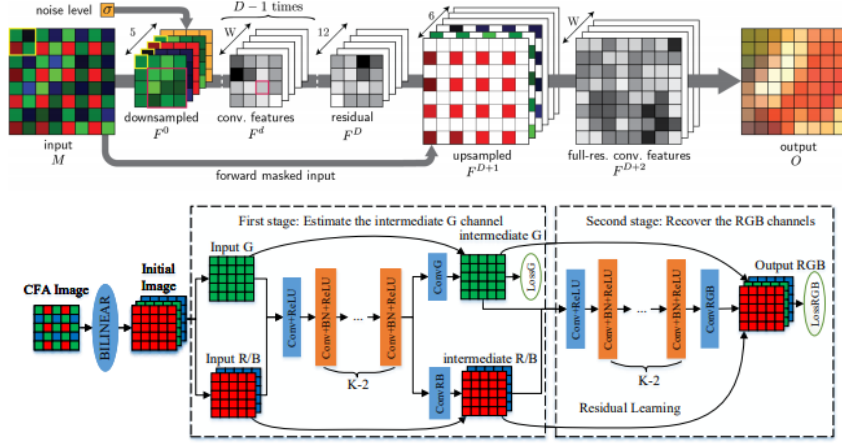 noise level σ
D − 1 times
5
W
12
6
W
input
M
downsampled
F^0
conv. features
F^d
residual
F^D
upsampled
F^{D+1}
full-res. conv. features
F^{D+2}
output
O
forward masked input
First stage: Estimate the intermediate G channel
Second stage: Recover the RGB channels
CFA Image
BILINEAR
Initial
Image
Input G
Input R/B
Conv+ReLU
Conv+BN+ReLU
...
Conv+BN+ReLU
K-2
ConvG
ConvRB
intermediate G
LossG
intermediate R/B
Conv+ReLU
Conv+BN+ReLU
...
Conv+BN+ReLU
K-2
ConvRGB
Output RGB
LossRGB
Residual Learning